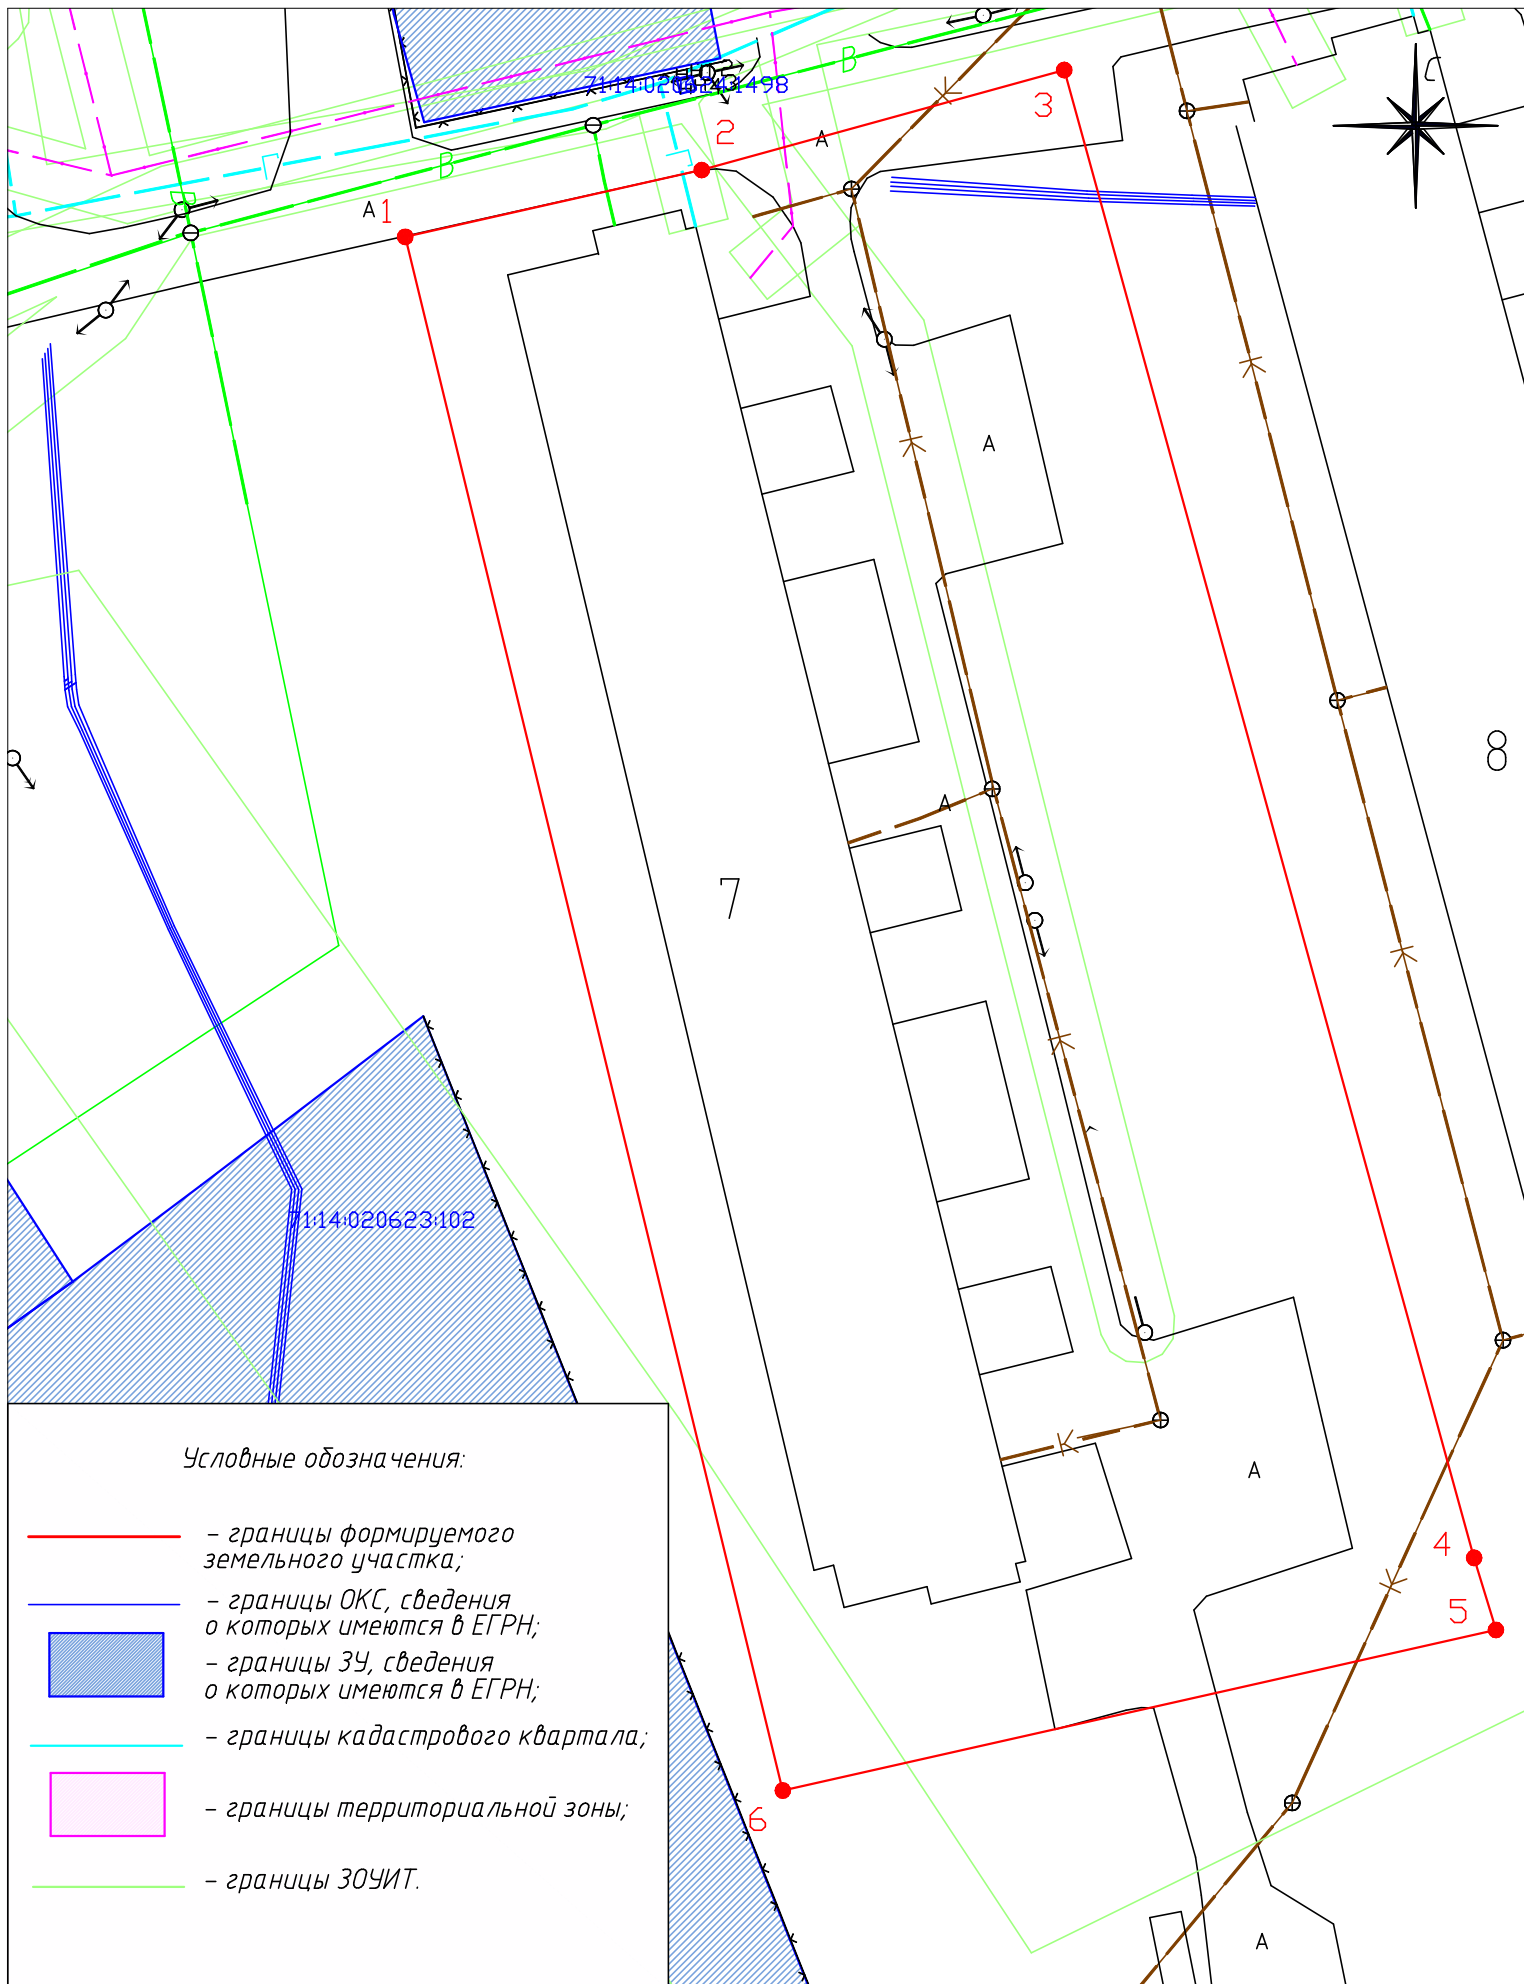 С
3
В
2
А
Г
В
Г
1
А
К
К
К
А
8
А
7
К
К
71:14:020623:102
К
А
4
К
5
6
А
Условные обозначения:
– границы формируемого
земельного участка;
– границы ОКС, сведения
о которых имеются в ЕГРН;
– границы ЗУ, сведения
о которых имеются в ЕГРН;
– границы кадастрового квартала;
– границы территориальной зоны;
– границы ЗОУИТ.